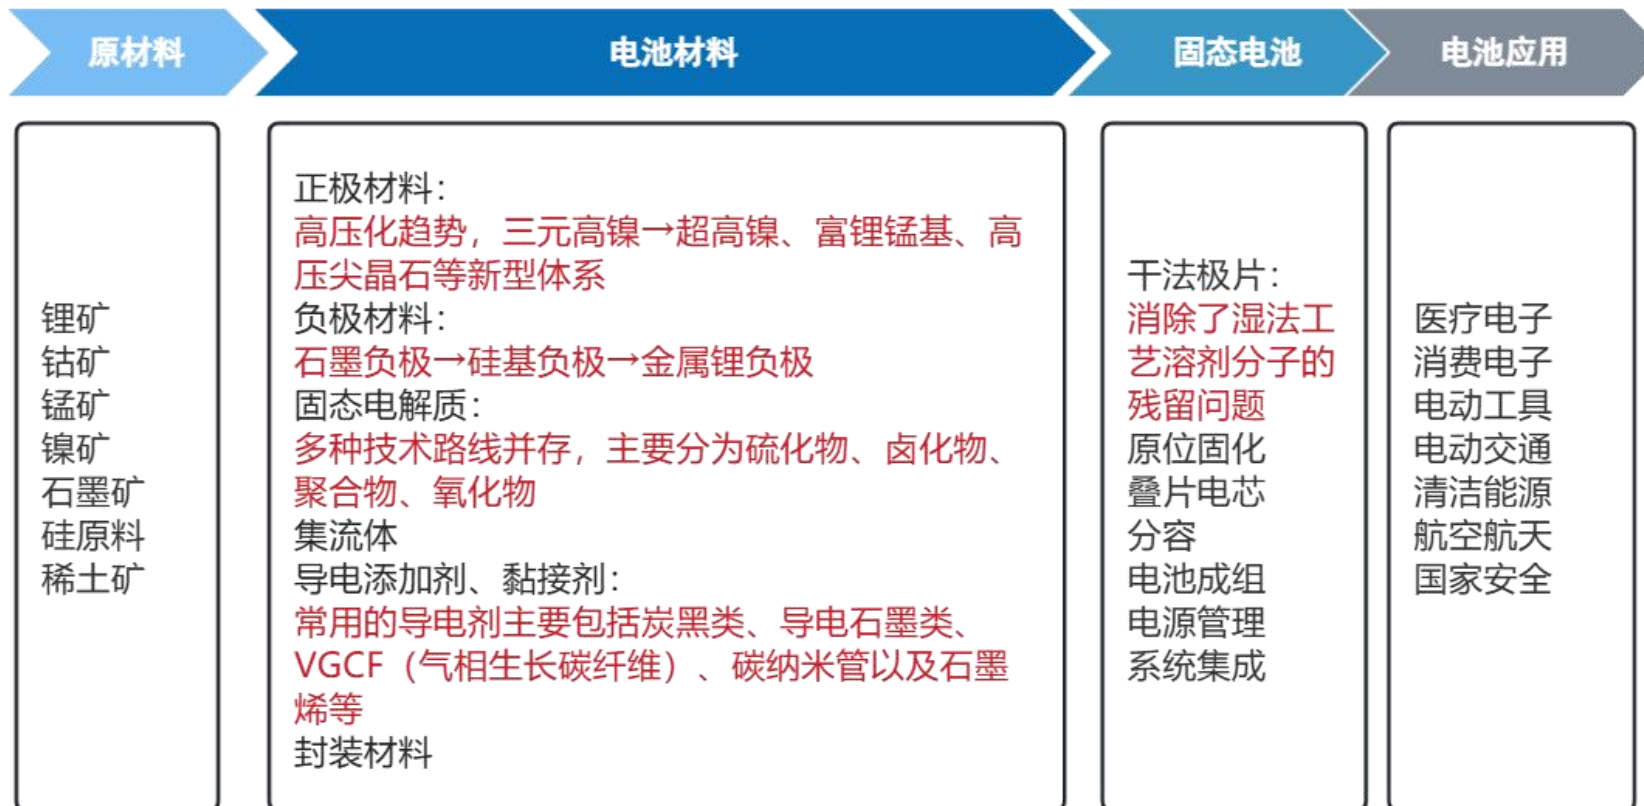 原材料
电池材料
固态电池
电池应用
锂矿
钴矿
锰矿
镍矿
石墨矿
硅原料
稀土矿
正极材料：
高压化趋势，三元高镍→超高镍、富锂锰基、高
压尖晶石等新型体系
负极材料：
石墨负极→硅基负极→金属锂负极
固态电解质：
多种技术路线并存，主要分为硫化物、卤化物、
聚合物、氧化物
集流体
导电添加剂、黏接剂：
常用的导电剂主要包括炭黑类、导电石墨类、
VGCF（气相生长碳纤维）、碳纳米管以及石墨
烯等
封装材料
干法极片：
消除了湿法工
艺溶剂分子的
残留问题
原位固化
叠片电芯
分容
电池成组
电源管理
系统集成
医疗电子
消费电子
电动工具
电动交通
清洁能源
航空航天
国家安全